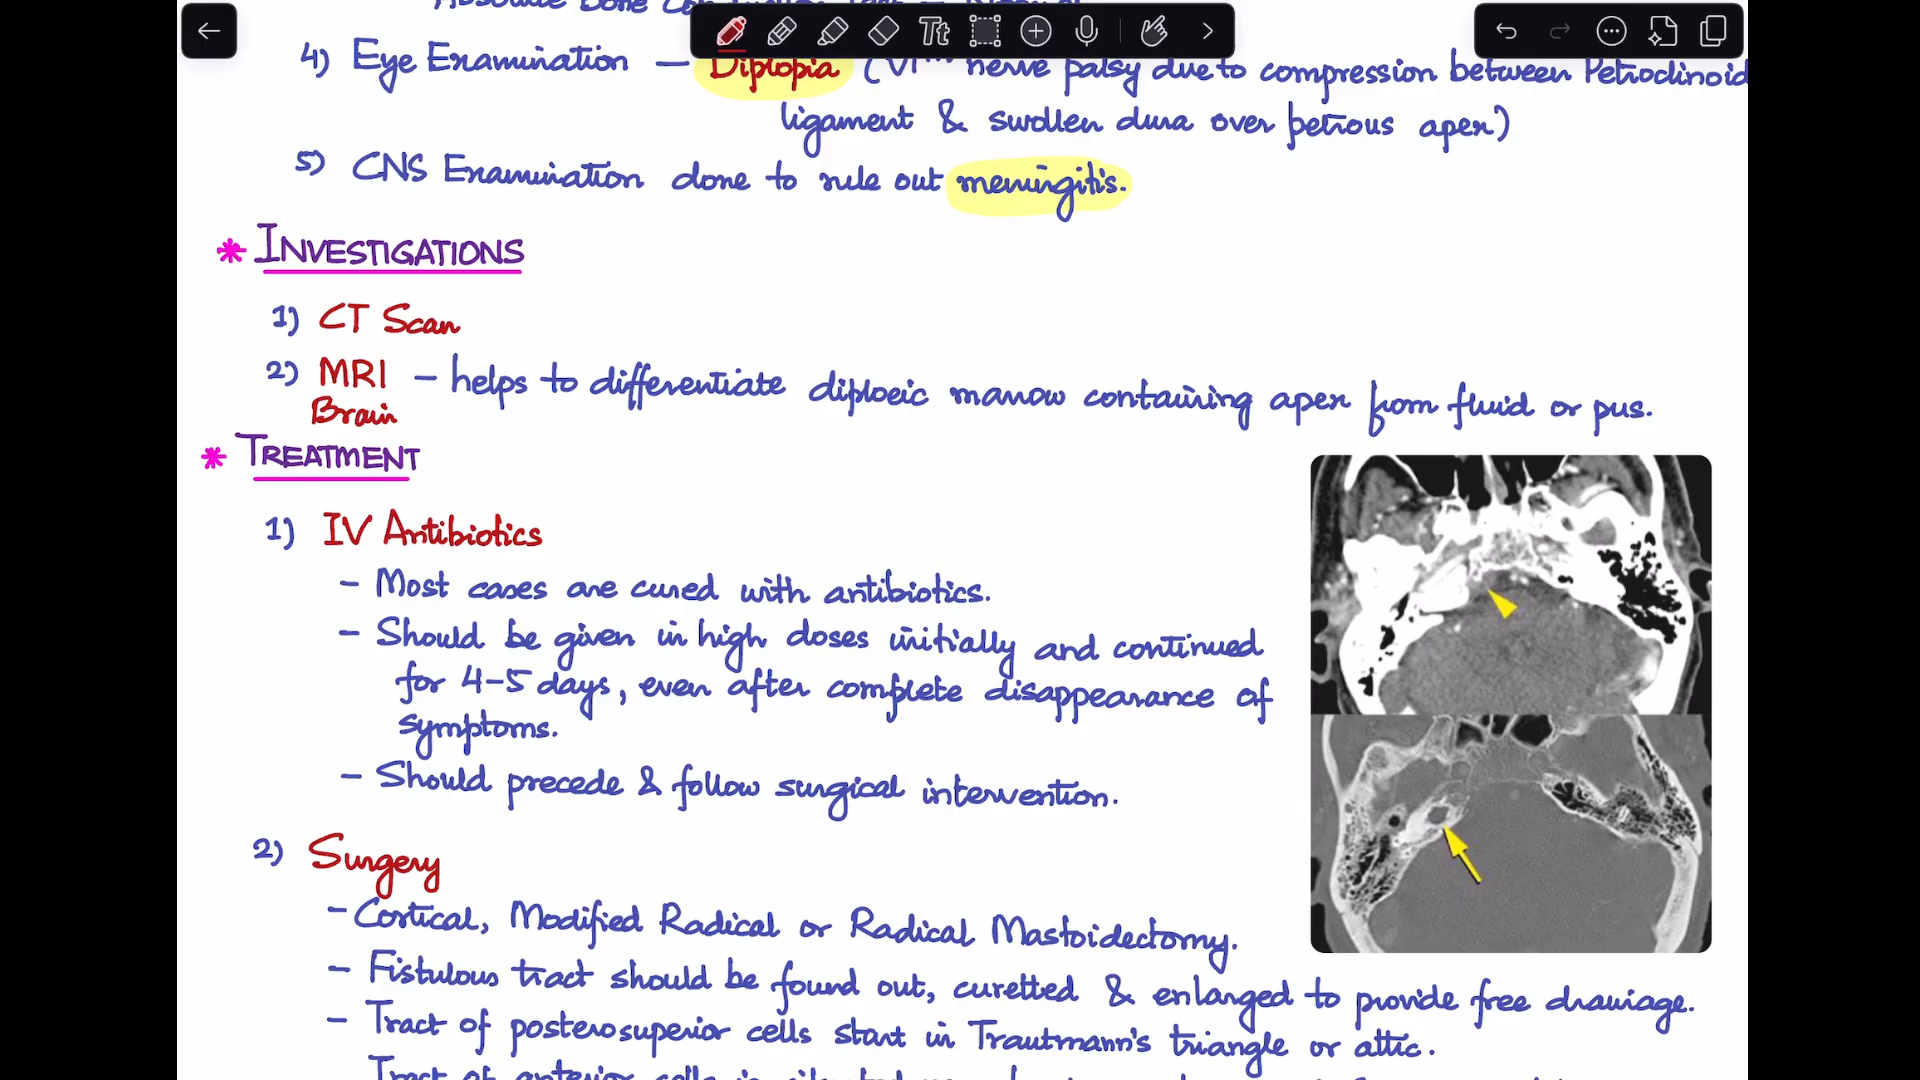 4) Eye Examination – Diplopia (VIth nerve palsy due to compression between Petroclinoid
ligament & swollen dura over petrous apex)
5) CNS Examination done to rule out meningitis.
* INVESTIGATIONS
1) CT Scan
2) MRI Brain – helps to differentiate diploeic marrow containing apex from fluid or pus.
* TREATMENT
1) IV Antibiotics
– Most cases are cured with antibiotics.
– Should be given in high doses initially and continued
for 4-5 days, even after complete disappearance of
symptoms.
– Should precede & follow surgical intervention.
2) Surgery
– Cortical, Modified Radical or Radical Mastoidectomy.
– Fistulous tract should be found out, curetted & enlarged to provide free drainage.
– Tract of posterosuperior cells start in Trautmann's triangle or attic.
Tt